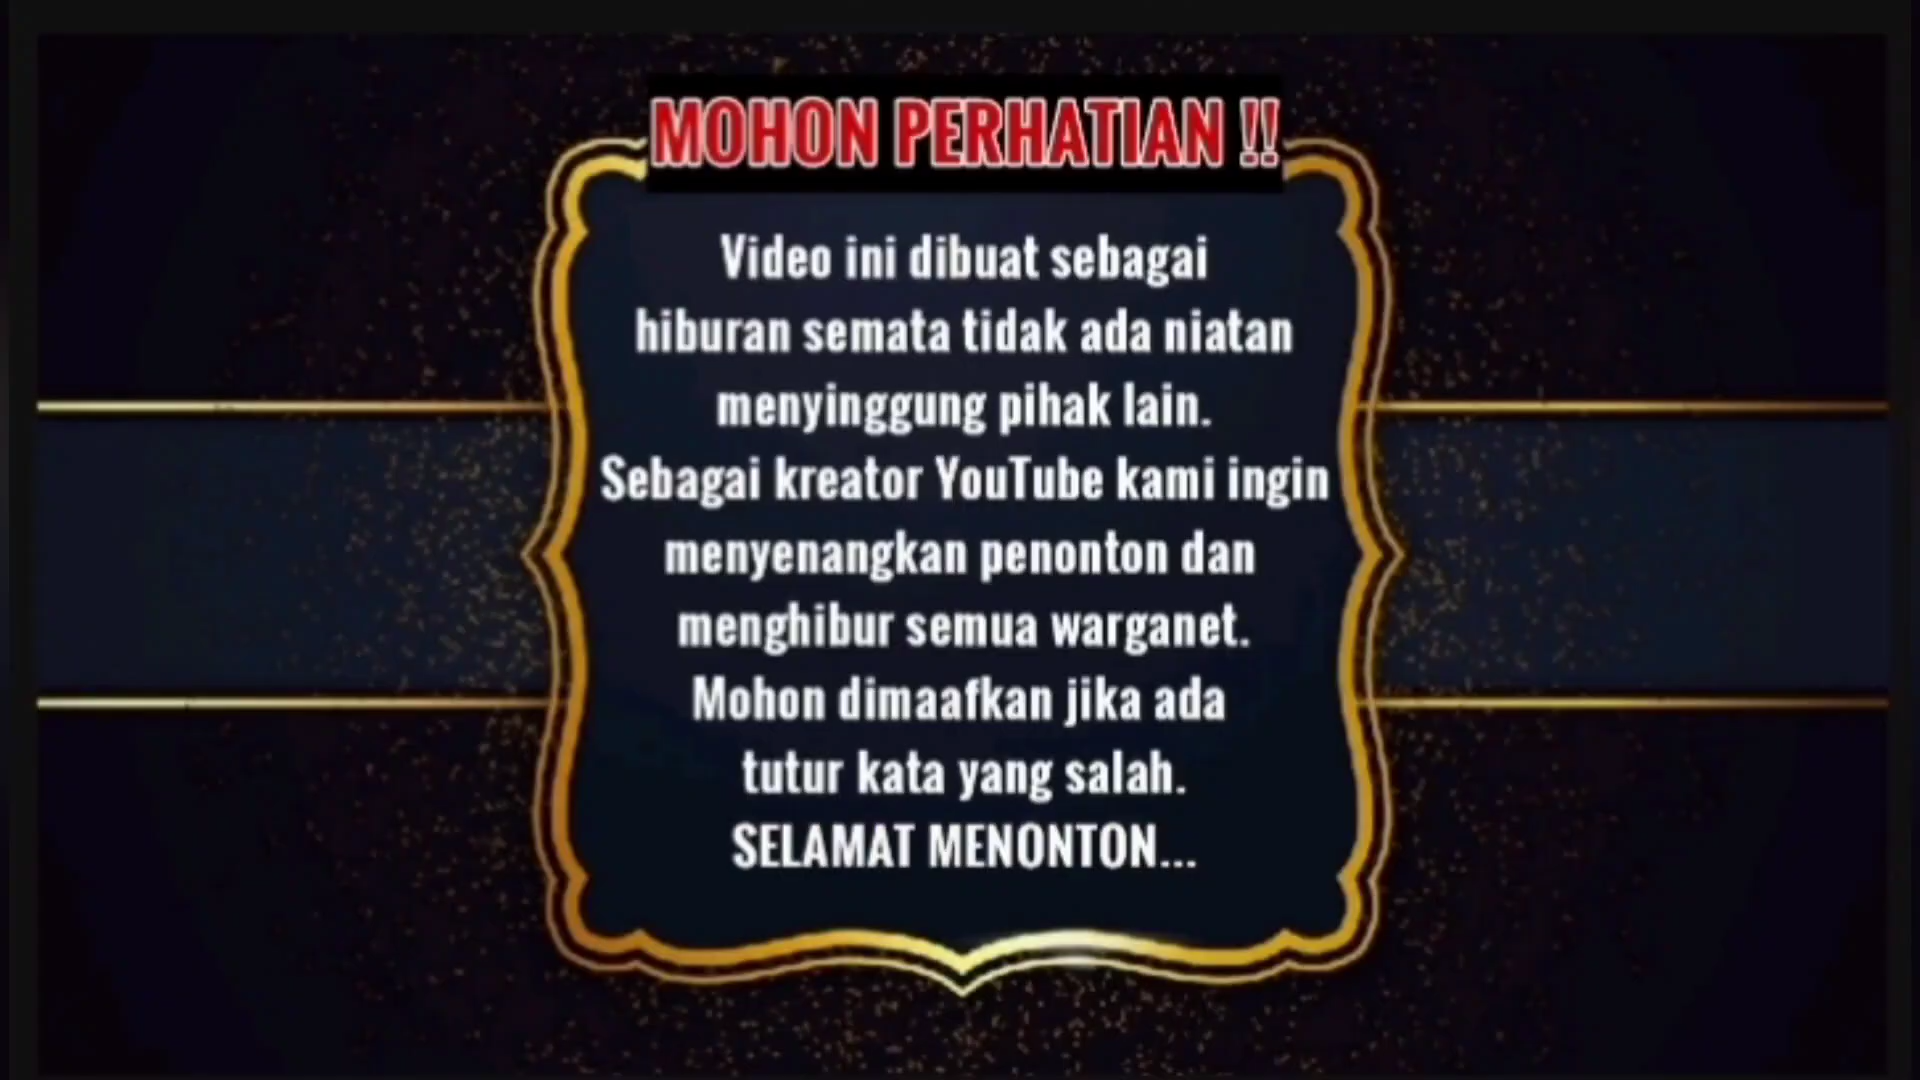 MOHON PERHATIAN !!
Video ini dibuat sebagai
hiburan semata tidak ada niatan
menyinggung pihak lain.
Sebagai kreator YouTube kami ingin
menyenangkan penonton dan
menghibur semua warganet.
Mohon dimaafkan jika ada
tutur kata yang salah.
SELAMAT MENONTON...